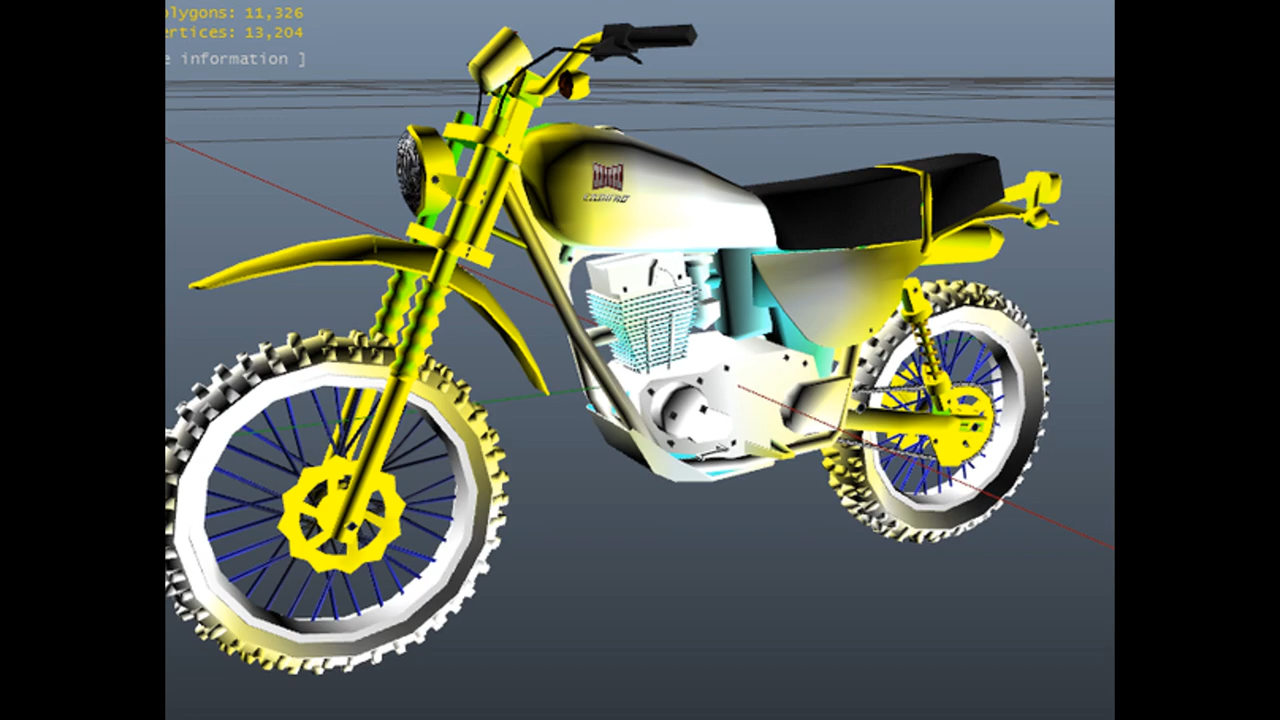 olygons: 11,326
ertices: 13,204
e information ]